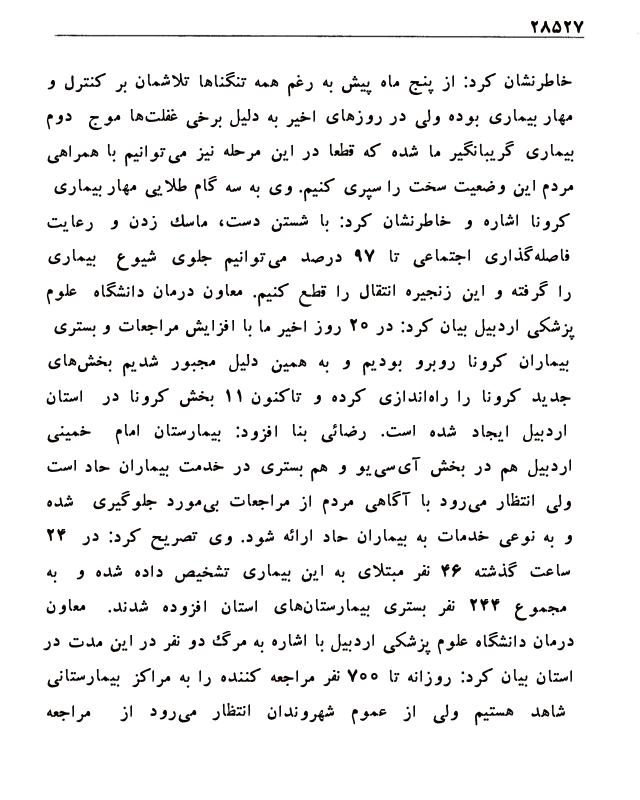 ۲۸۵۲۷
خاطرنشان کرد: از پنج ماه پیش به رغم همه تنگناها تلاشمان بر کنترل و
مهار بیماری بوده ولی در روزهای اخیر به دلیل برخی غفلت‌ها موج دوم
بیماری گریبانگیر ما شده که قطعا در این مرحله نیز می‌توانیم با همراهی
مردم این وضعیت سخت را سپری کنیم. وی به سه گام طلایی مهار بیماری
کرونا اشاره و خاطرنشان کرد: با شستن دست، ماسک زدن و رعایت
فاصله‌گذاری اجتماعی تا ۹۷ درصد می‌توانیم جلوی شیوع بیماری
را گرفته و این زنجیره انتقال را قطع کنیم. معاون درمان دانشگاه علوم
پزشکی اردبیل بیان کرد: در ۲۰ روز اخیر ما با افزایش مراجعات و بستری
بیماران کرونا روبرو بودیم و به همین دلیل مجبور شدیم بخش‌های
جدید کرونا را راه‌اندازی کرده و تاکنون ۱۱ بخش کرونا در استان
اردبیل ایجاد شده است. رضائی بنا افزود: بیمارستان امام خمینی
اردبیل هم در بخش آی‌سی‌یو و هم بستری در خدمت بیماران حاد است
ولی انتظار می‌رود با آگاهی مردم از مراجعات بی‌مورد جلوگیری شده
و به نوعی خدمات به بیماران حاد ارائه شود. وی تصریح کرد: در ۲۴
ساعت گذشته ۴۶ نفر مبتلای به این بیماری تشخیص داده شده و به
مجموع ۲۴۴ نفر بستری بیمارستان‌های استان افزوده شدند. معاون
درمان دانشگاه علوم پزشکی اردبیل با اشاره به مرگ دو نفر در این مدت در
استان بیان کرد: روزانه تا ۷۰۰ نفر مراجعه کننده را به مراکز بیمارستانی
شاهد هستیم ولی از عموم شهروندان انتظار می‌رود از مراجعه